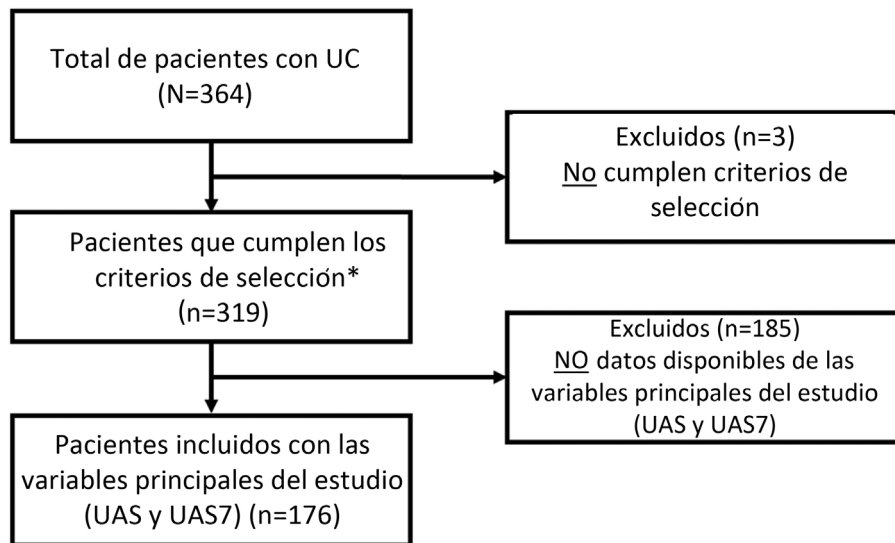 Total de pacientes con UC
(N=364)
Excluidos (n=3)
No cumplen criterios de
selección
Pacientes que cumplen los
criterios de selección*
(n=319)
Excluidos (n=185)
NO datos disponibles de las
variables principales del estudio
(UAS y UAS7)
Pacientes incluidos con las
variables principales del estudio
(UAS y UAS7) (n=176)